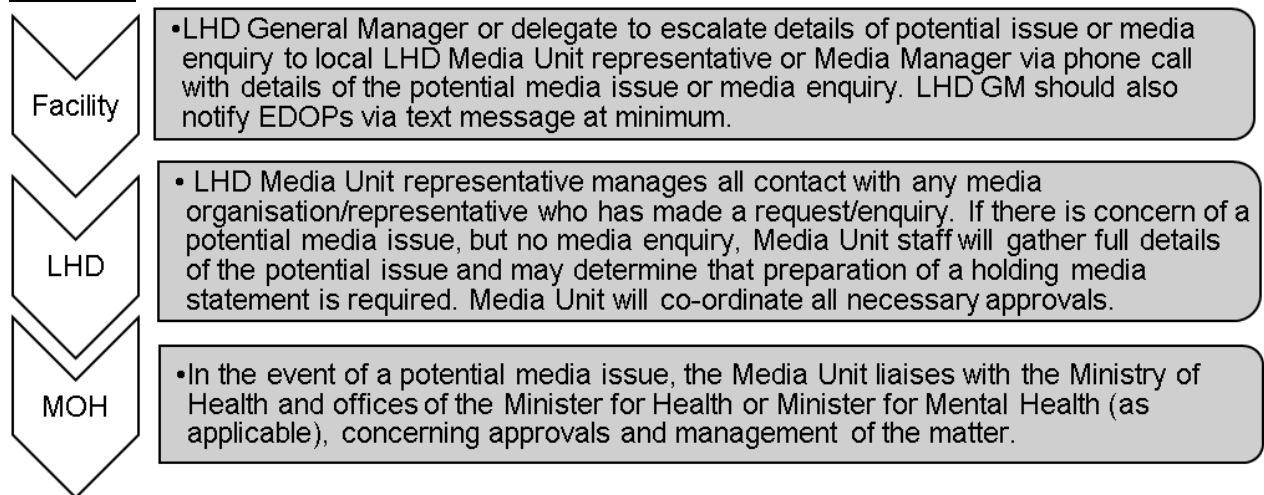 Facility
•LHD General Manager or delegate to escalate details of potential issue or media
enquiry to local LHD Media Unit representative or Media Manager via phone call
with details of the potential media issue or media enquiry. LHD GM should also
notify EDOPs via text message at minimum.
LHD
• LHD Media Unit representative manages all contact with any media
organisation/representative who has made a request/enquiry. If there is concern of a
potential media issue, but no media enquiry, Media Unit staff will gather full details
of the potential issue and may determine that preparation of a holding media
statement is required. Media Unit will co-ordinate all necessary approvals.
MOH
•In the event of a potential media issue, the Media Unit liaises with the Ministry of
Health and offices of the Minister for Health or Minister for Mental Health (as
applicable), concerning approvals and management of the matter.